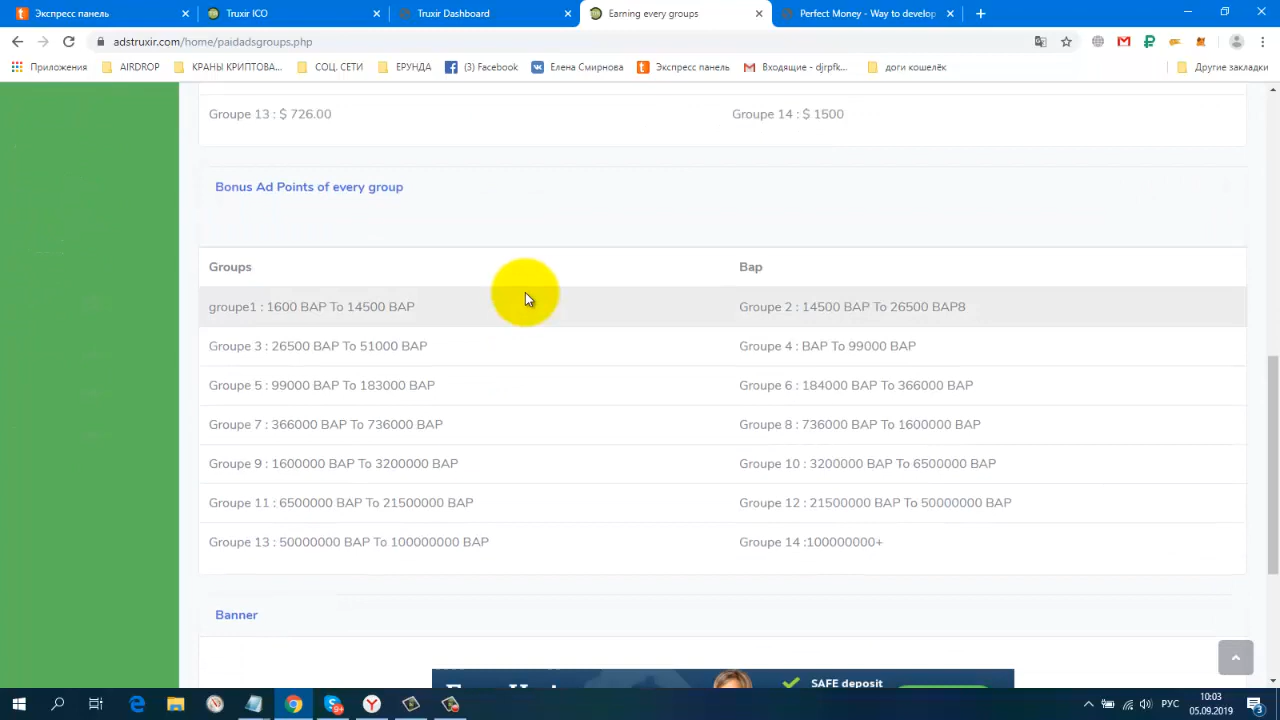 Экспресс панель
Truxir ICO
Truxir Dashboard
Earning every groups
Perfect Money - Way to develop
adstruxir.com/home/paidadsgroups.php
Приложения
AIRDROP
КРАНЫ КРИПТОВА...
СОЦ. СЕТИ
ЕРУНДА
(3) Facebook
Елена Смирнова
Экспресс панель
Входящие - djrpfk...
доги кошелёк
Другие закладки
Groupe 13 : $ 726.00
Groupe 14 : $ 1500
Bonus Ad Points of every group
Groups
Bap
groupe1 : 1600 BAP To 14500 BAP
Groupe 2 : 14500 BAP To 26500 BAP8
Groupe 3 : 26500 BAP To 51000 BAP
Groupe 4 : BAP To 99000 BAP
Groupe 5 : 99000 BAP To 183000 BAP
Groupe 6 : 184000 BAP To 366000 BAP
Groupe 7 : 366000 BAP To 736000 BAP
Groupe 8 : 736000 BAP To 1600000 BAP
Groupe 9 : 1600000 BAP To 3200000 BAP
Groupe 10 : 3200000 BAP To 6500000 BAP
Groupe 11 : 6500000 BAP To 21500000 BAP
Groupe 12 : 21500000 BAP To 50000000 BAP
Groupe 13 : 50000000 BAP To 100000000 BAP
Groupe 14 :100000000+
Banner
SAFE deposit
РУС
10:03
05.09.2019